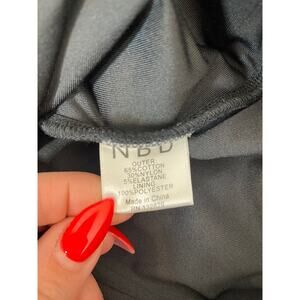 NBD
OUTER
65%COTTON
30%NYLON
5%ELASTANE
LINING
100%POLYESTER
Made in China